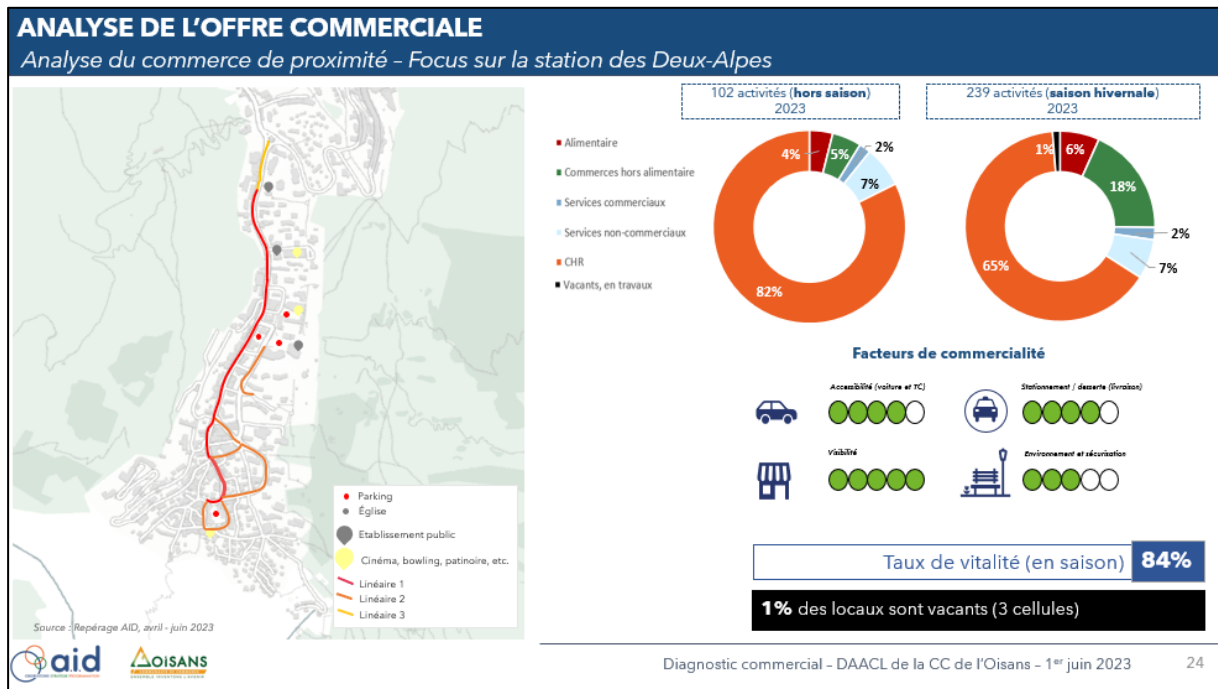 ANALYSE DE L'OFFRE COMMERCIALE
Analyse du commerce de proximité – Focus sur la station des Deux-Alpes
102 activités (hors saison)
2023
239 activités (saison hivernale)
2023
Alimentaire
Commerces hors alimentaire
Services commerciaux
Services non-commerciaux
CHR
Vacants, en travaux
4%
5%
2%
7%
82%
1%
6%
18%
2%
7%
65%
Facteurs de commercialité
Accessibilité (voiture et TC)
Stationnement / desserte (livraison)
Visibilité
Environnement et sécurisation
Parking
Église
Etablissement public
Cinéma, bowling, patinoire, etc.
Linéaire 1
Linéaire 2
Linéaire 3
Taux de vitalité (en saison) 84%
1% des locaux sont vacants (3 cellules)
Source : Repérage AID, avril - juin 2023
a.i.d
OISANS
Diagnostic commercial – DAACL de la CC de l'Oisans – 1er juin 2023
24